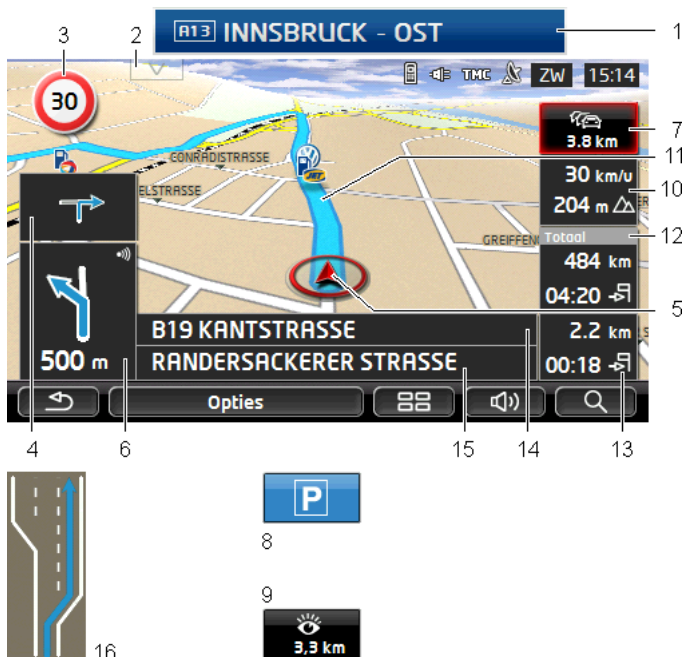 A13 INNSBRUCK - OST
1
3
2
30
TMC
ZW
15:14
3.8 km
7
CONRADISTRASSE
11
ELSTRASSE
30 km/u
10
204 m
JET
GREIFFEN
Totaal
12
484 km
04:20
5
B19 KANTSTRASSE
2.2 km
500 m
RANDERSACKERER STRASSE
00:18
Opties
4
6
15
14
13
P
8
9
3,3 km
16